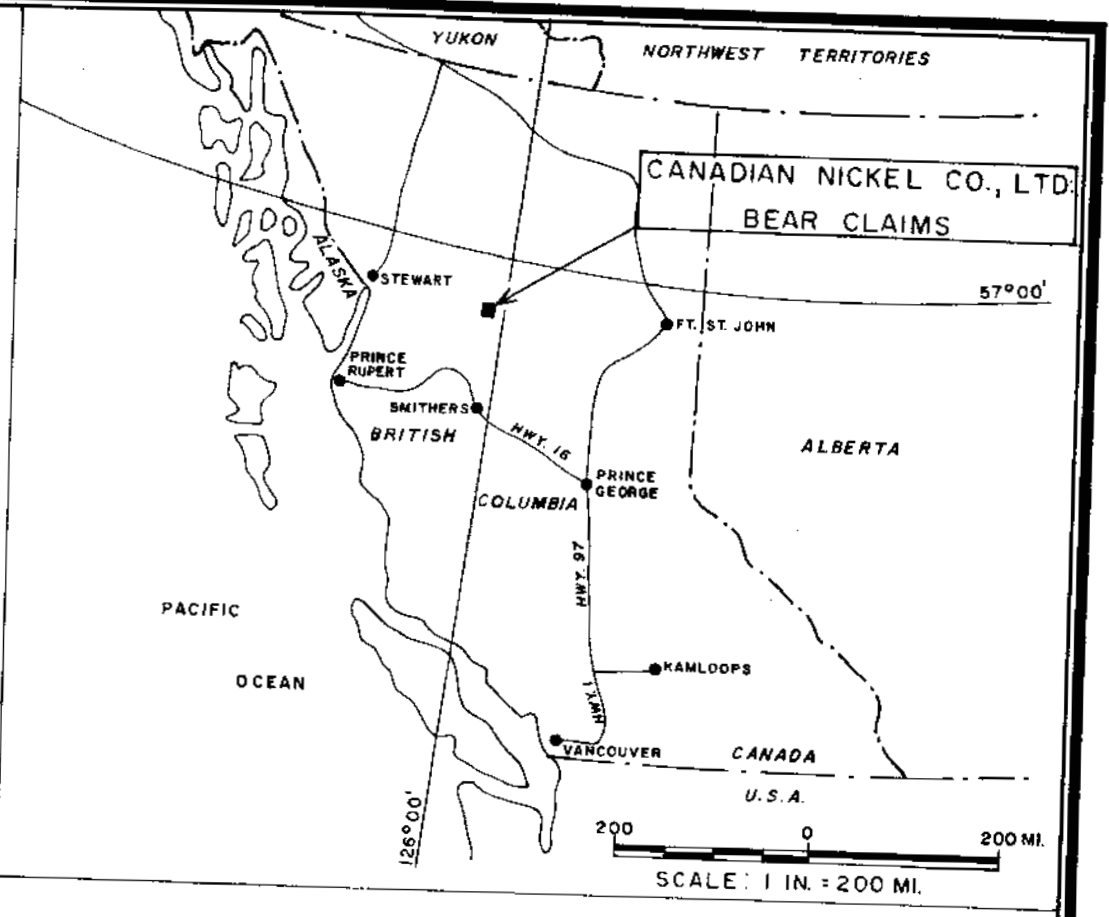 YUKON
NORTHWEST TERRITORIES
CANADIAN NICKEL CO., LTD.
BEAR CLAIMS
ALASKA
STEWART
57°00'
FT. ST. JOHN
PRINCE
RUPERT
SMITHERS
BRITISH
HWY. 16
ALBERTA
PRINCE
GEORGE
COLUMBIA
HWY. 97
PACIFIC
KAMLOOPS
OCEAN
HWY. 1
VANCOUVER
CANADA
U.S.A.
126°00'
200 0 200 MI.
SCALE: 1 IN. = 200 MI.